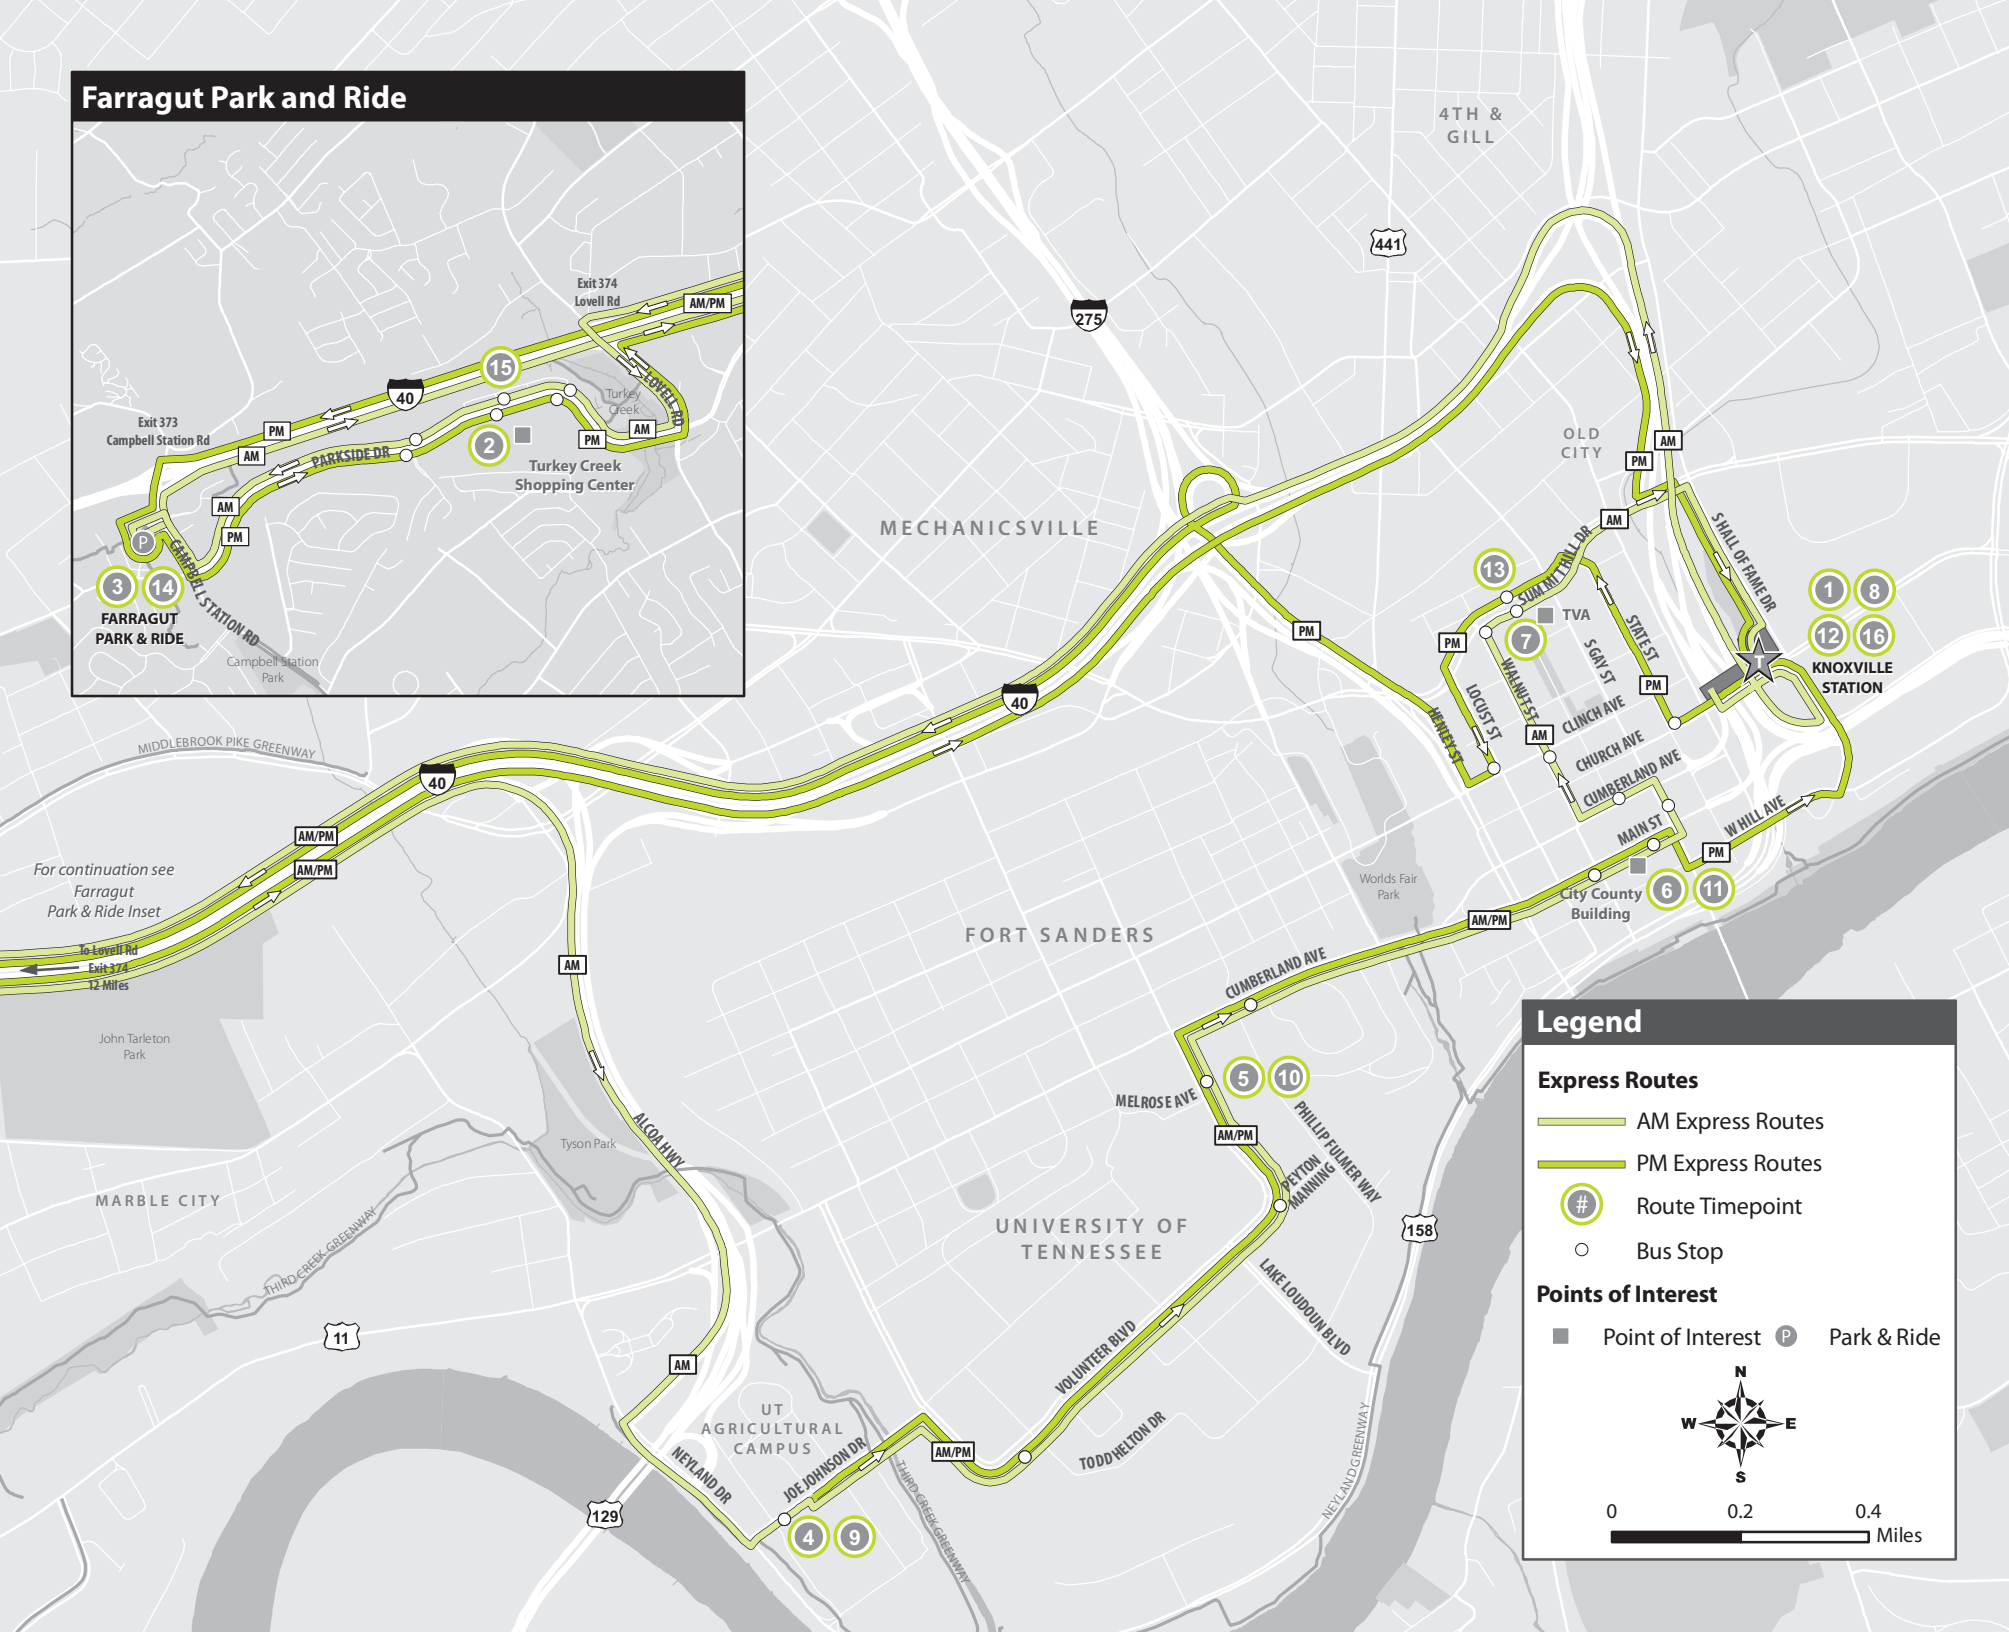 Farragut Park and Ride
Exit 374
Lovell Rd
AM/PM
15
40
LOVELL RD
Turkey
Creek
Exit 373
Campbell Station Rd
PM
AM
PARKSIDE DR
2
PM
AM
Turkey Creek
Shopping Center
AM
PM
P
CAMPBELL STATION RD
3
14
FARRAGUT
PARK & RIDE
Campbell Station
Park
4TH &
GILL
441
275
OLD
CITY
AM
PM
AM
MECHANICSVILLE
S HALL OF FAME DR
13
SUMMIT HILL DR
TVA
7
1
8
12
16
T
KNOXVILLE
STATION
PM
PM
STATE ST
S GAY ST
WALNUT ST
LOCUST ST
HENLEY ST
PM
AM
CLINCH AVE
CHURCH AVE
CUMBERLAND AVE
MAIN ST
W HILL AVE
PM
40
MIDDLEBROOK PIKE GREENWAY
40
AM/PM
AM/PM
For continuation see
Farragut
Park & Ride Inset
To Lovell Rd
Exit 374
12 Miles
John Tarleton
Park
Worlds Fair
Park
City County
Building
6
11
AM/PM
FORT SANDERS
CUMBERLAND AVE
AM
5
10
MELROSE AVE
AM/PM
PHILLIP FULMER WAY
PEYTON
MANNING
ALCOA HWY
Tyson Park
MARBLE CITY
THIRD CREEK GREENWAY
UNIVERSITY OF
TENNESSEE
158
LAKE LOUDOUN BLVD
11
AM
VOLUNTEER BLVD
TODD HELTON DR
UT
AGRICULTURAL
CAMPUS
JOE JOHNSON DR
AM/PM
NEYLAND DR
THIRD CREEK GREENWAY
NEYLAND GREENWAY
129
4
9
Legend
Express Routes
AM Express Routes
PM Express Routes
# Route Timepoint
Bus Stop
Points of Interest
Point of Interest P Park & Ride
N
W E
S
0 0.2 0.4
Miles